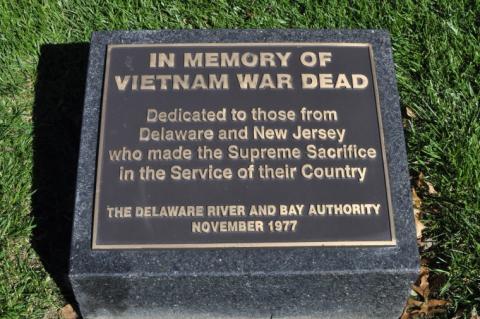 IN MEMORY OF
VIETNAM WAR DEAD
Dedicated to those from
Delaware and New Jersey
who made the Supreme Sacrifice
in the Service of their Country
THE DELAWARE RIVER AND BAY AUTHORITY
NOVEMBER 1977